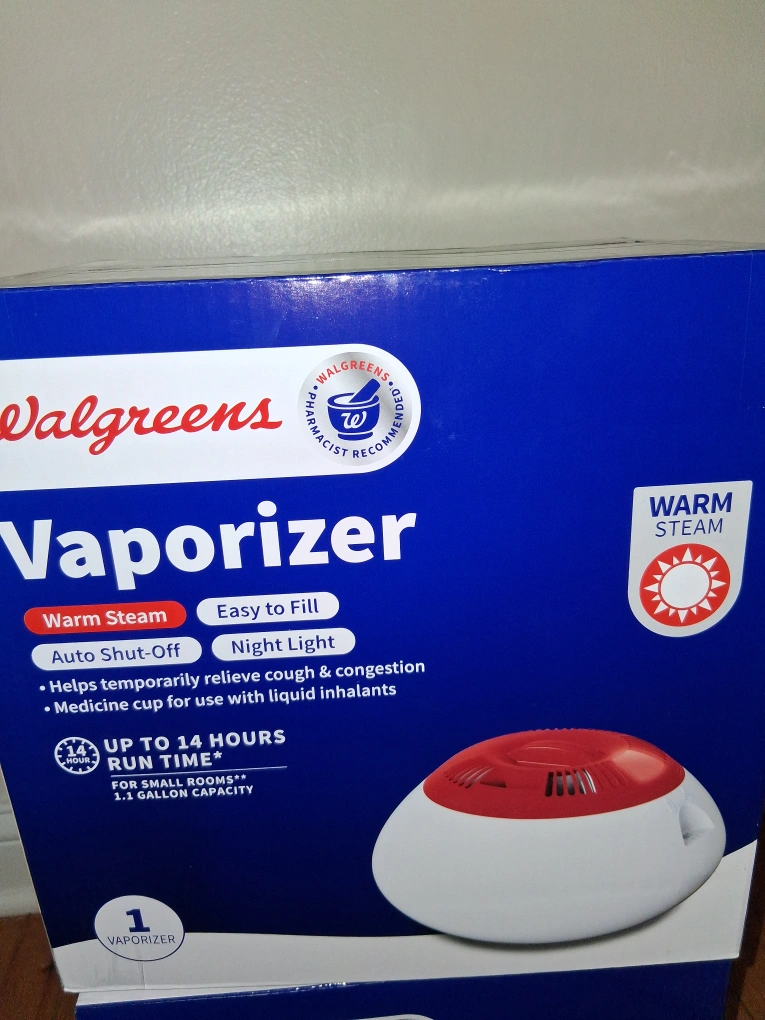 Walgreens
WALGREENS
PHARMACIST RECOMMENDED
W
Vaporizer
WARM
STEAM
Warm Steam
Easy to Fill
Auto Shut-Off
Night Light
• Helps temporarily relieve cough & congestion
• Medicine cup for use with liquid inhalants
14
HOUR
UP TO 14 HOURS
RUN TIME*
FOR SMALL ROOMS**
1.1 GALLON CAPACITY
1
VAPORIZER